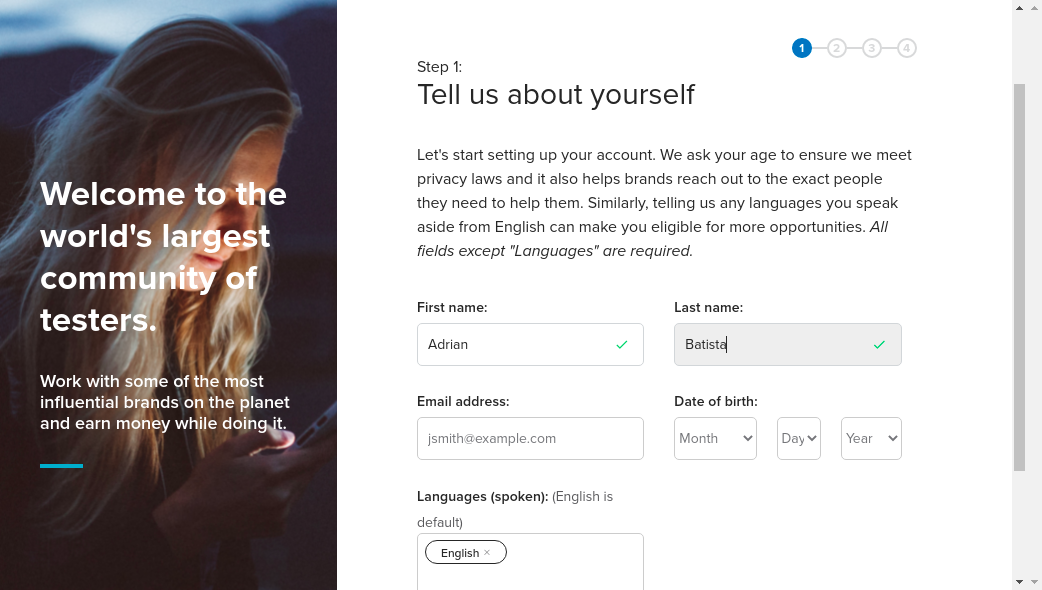 Welcome to the
world's largest
community of
testers.
Work with some of the most
influential brands on the planet
and earn money while doing it.
1 2 3 4
Step 1:
Tell us about yourself
Let's start setting up your account. We ask your age to ensure we meet
privacy laws and it also helps brands reach out to the exact people
they need to help them. Similarly, telling us any languages you speak
aside from English can make you eligible for more opportunities. All
fields except "Languages" are required.
First name: Last name:
Adrian Batista
Email address: Date of birth:
jsmith@example.com Month Day Year
Languages (spoken): (English is
default)
English ×